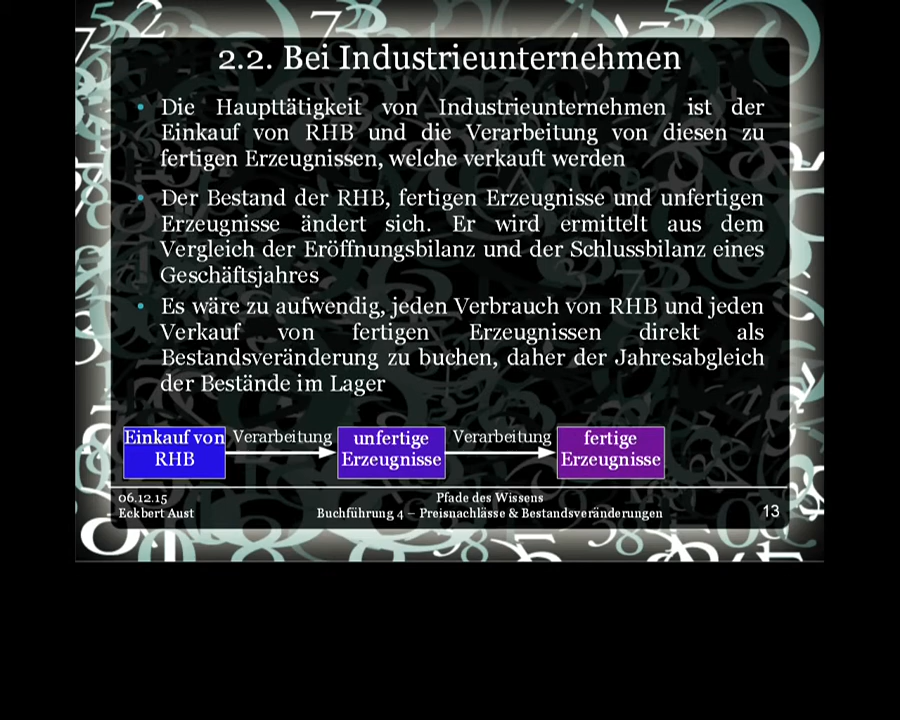 2.2. Bei Industrieunternehmen
• Die Haupttätigkeit von Industrieunternehmen ist der
Einkauf von RHB und die Verarbeitung von diesen zu
fertigen Erzeugnissen, welche verkauft werden
• Der Bestand der RHB, fertigen Erzeugnisse und unfertigen
Erzeugnisse ändert sich. Er wird ermittelt aus dem
Vergleich der Eröffnungsbilanz und der Schlussbilanz eines
Geschäftsjahres
• Es wäre zu aufwendig, jeden Verbrauch von RHB und jeden
Verkauf von fertigen Erzeugnissen direkt als
Bestandsveränderung zu buchen, daher der Jahresabgleich
der Bestände im Lager
Einkauf von
RHB
Verarbeitung
unfertige
Erzeugnisse
Verarbeitung
fertige
Erzeugnisse
06.12.15
Eckbert Aust
Pfade des Wissens
Buchführung 4 – Preisnachlässe & Bestandsveränderungen
13